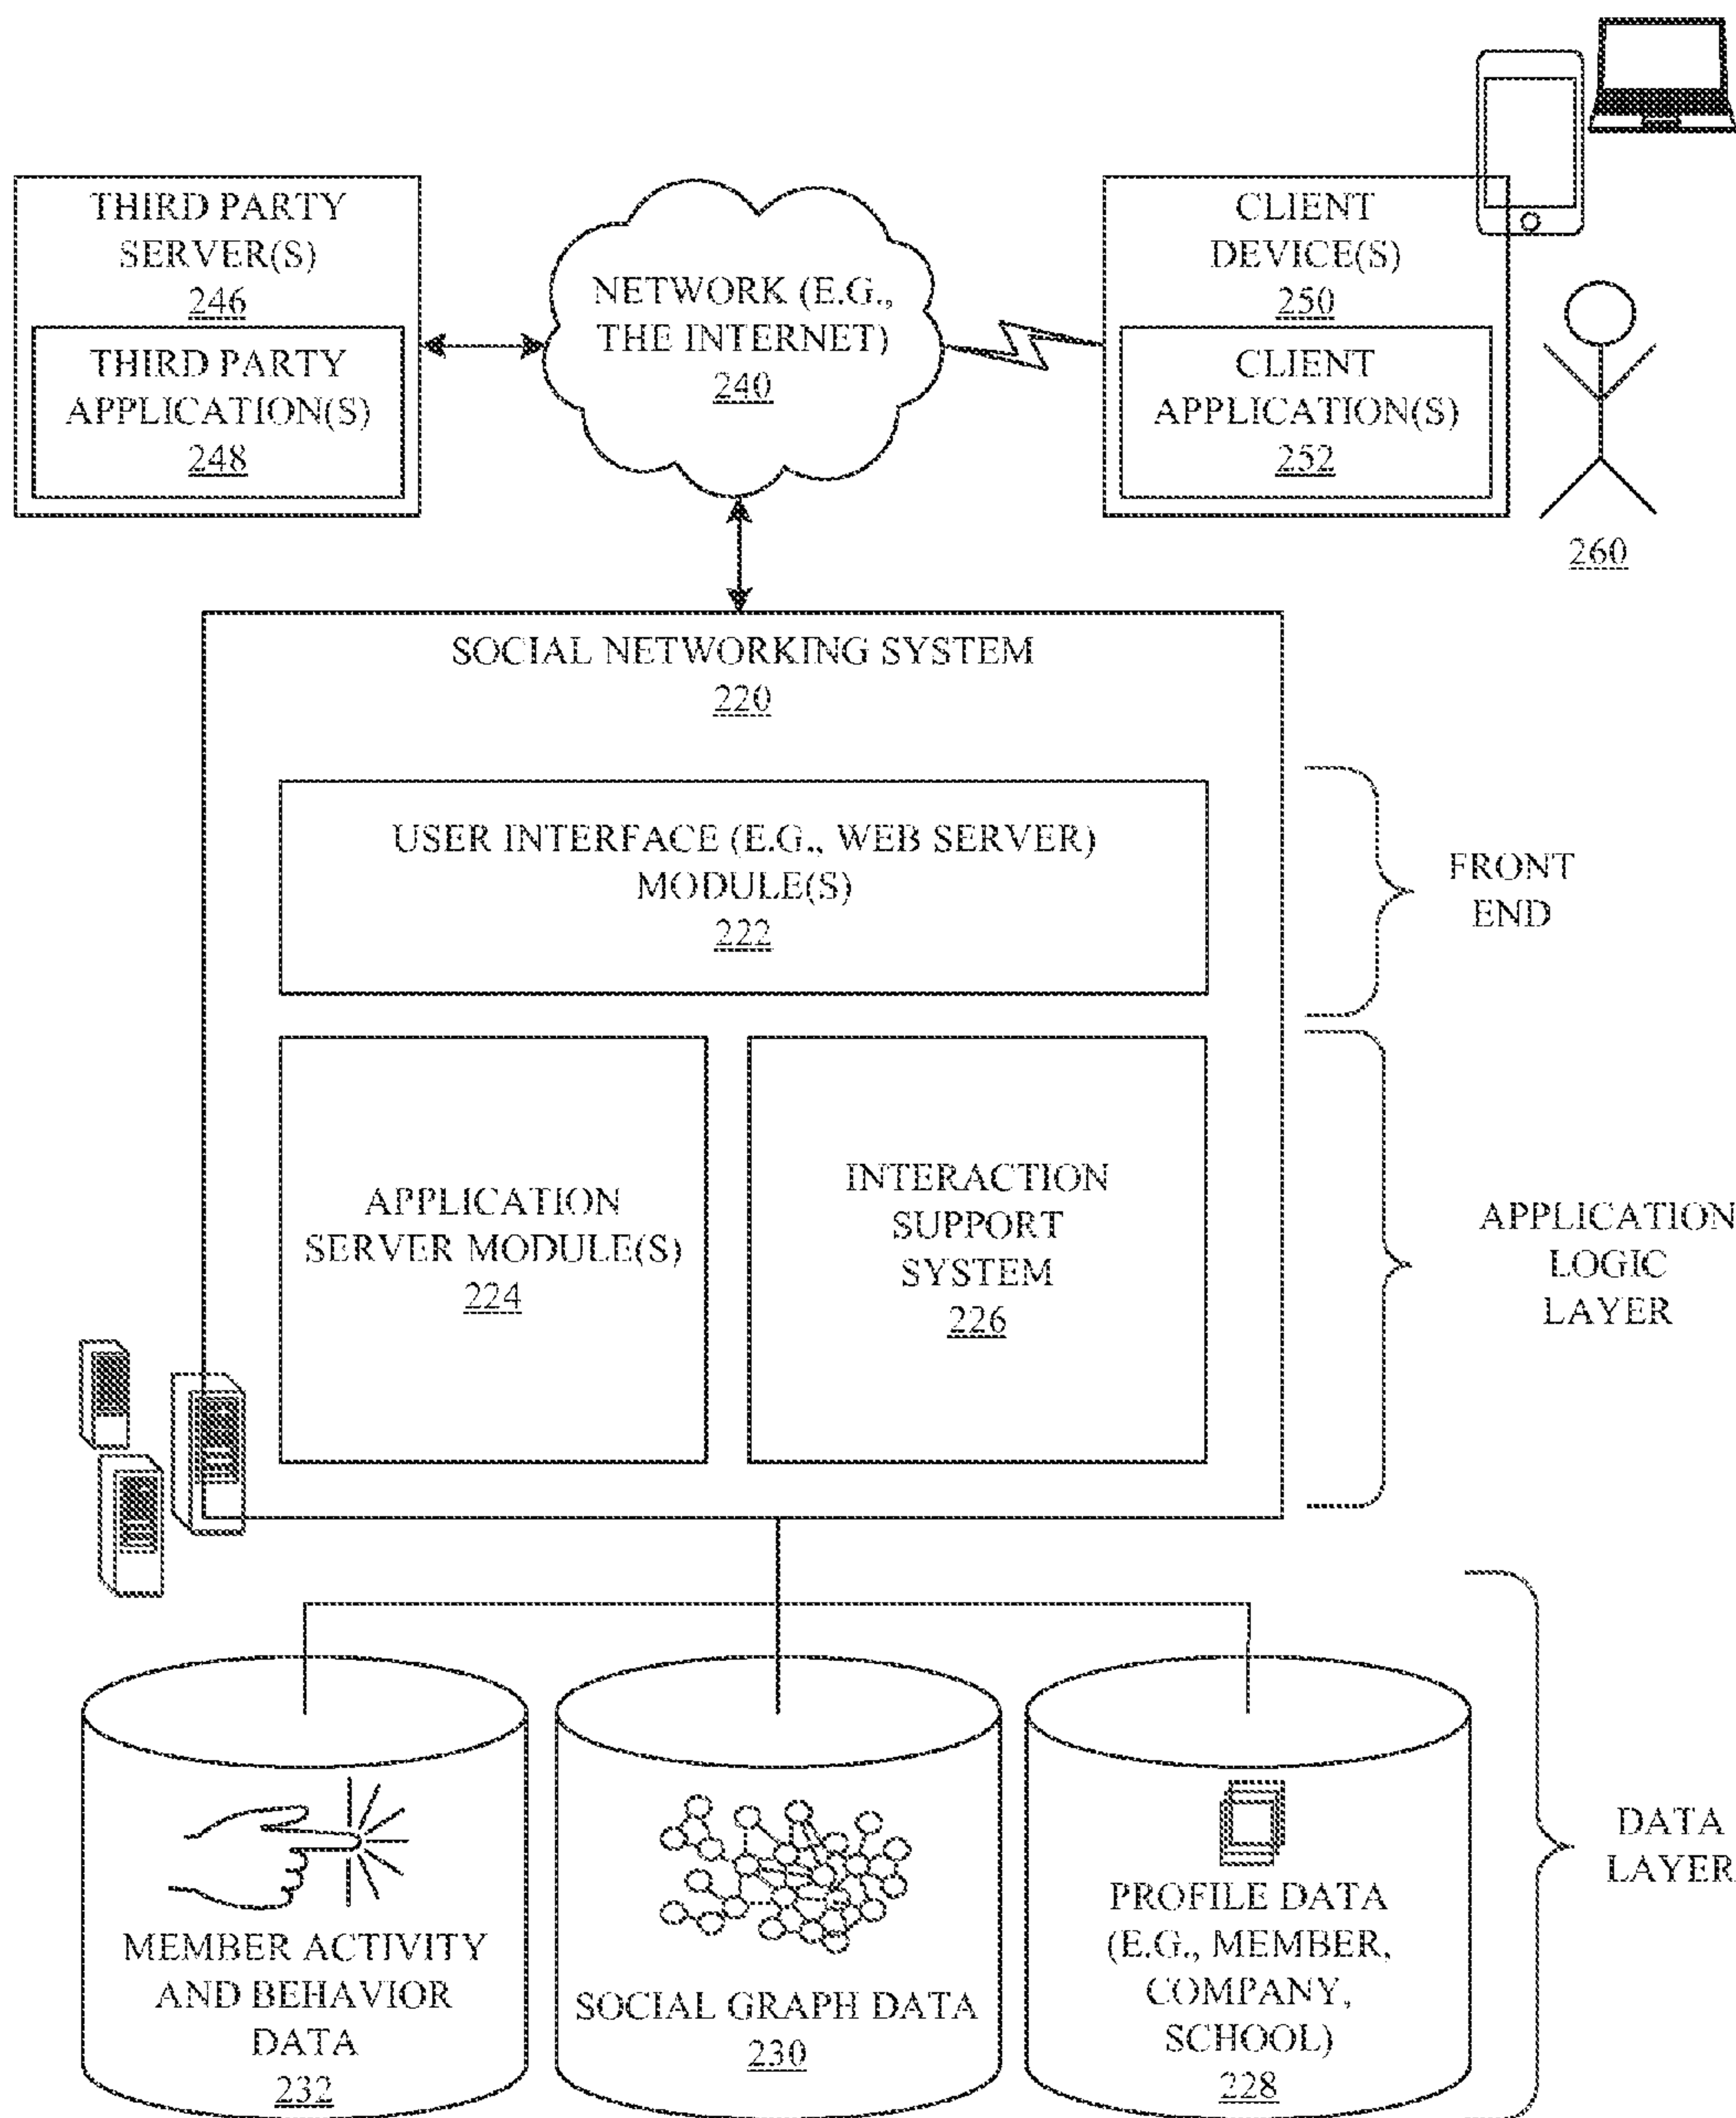 THIRD PARTY
SERVER(S)
246
THIRD PARTY
APPLICATION(S)
248
NETWORK (E.G.,
THE INTERNET)
240
CLIENT
DEVICE(S)
250
CLIENT
APPLICATION(S)
252
260
SOCIAL NETWORKING SYSTEM
220
USER INTERFACE (E.G., WEB SERVER)
MODULE(S)
222
FRONT
END
APPLICATION
SERVER MODULE(S)
224
INTERACTION
SUPPORT
SYSTEM
226
APPLICATION
LOGIC
LAYER
MEMBER ACTIVITY
AND BEHAVIOR
DATA
232
SOCIAL GRAPH DATA
230
PROFILE DATA
(E.G., MEMBER,
COMPANY,
SCHOOL)
228
DATA
LAYER